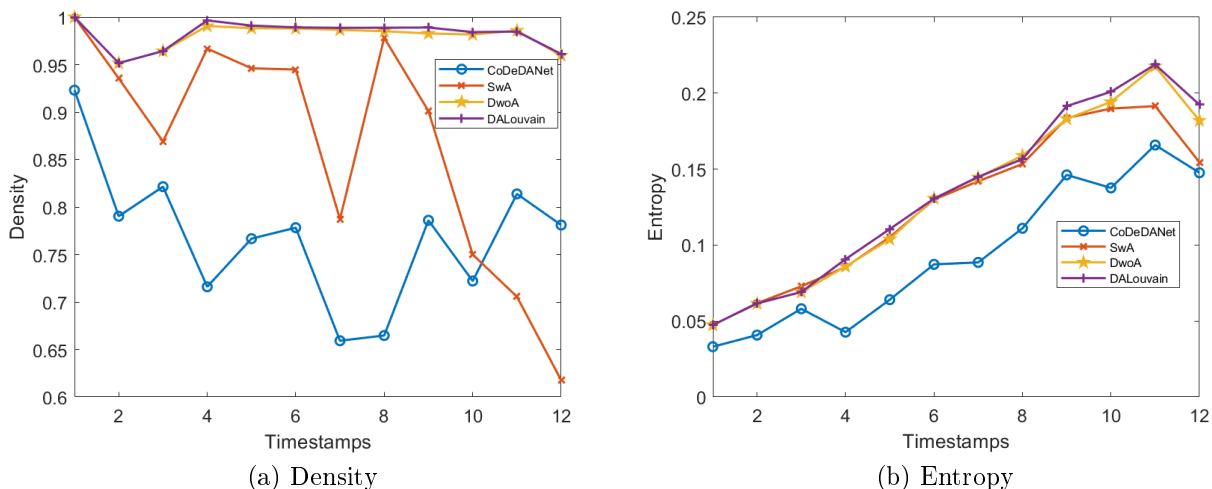 1
0.95
0.9
0.85
0.8
0.75
0.7
0.65
0.6
Density
CoDeDANet
SwA
DwoA
DALouvain
2 4 6 8 10 12
Timestamps
(a) Density
0.25
0.2
0.15
0.1
0.05
0
Entropy
CoDeDANet
SwA
DwoA
DALouvain
2 4 6 8 10 12
Timestamps
(b) Entropy